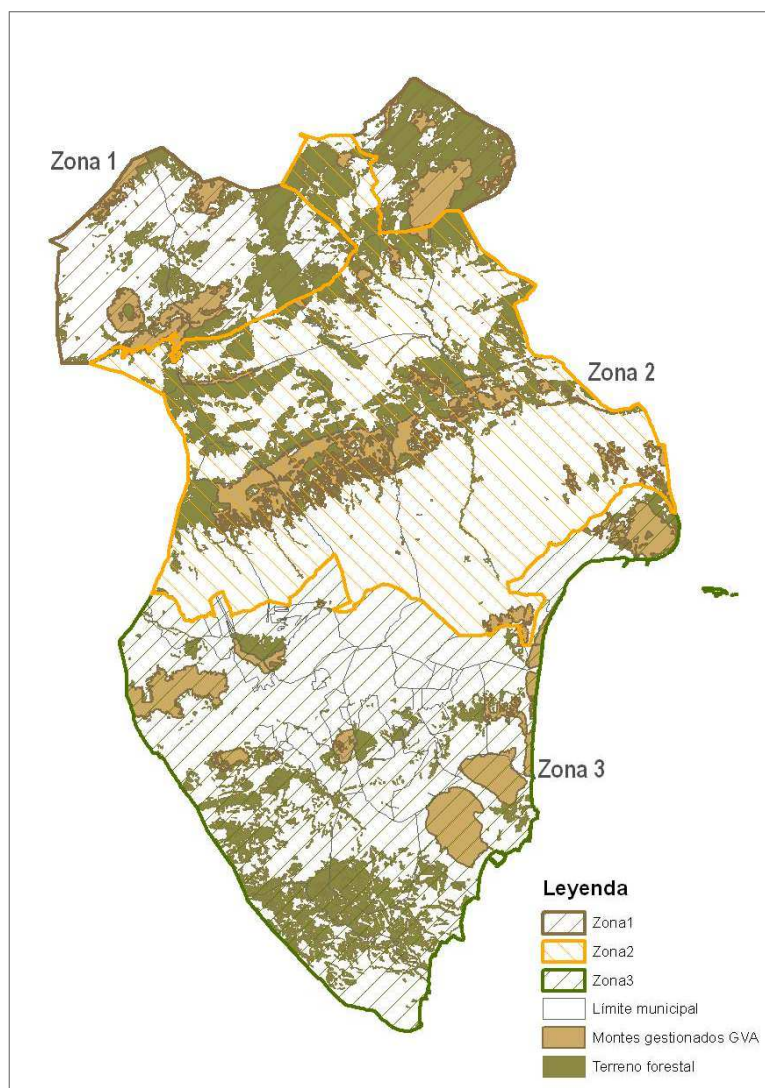 Zona 1
Zona 2
Zona 3
Leyenda
Zona1
Zona2
Zona3
Límite municipal
Montes gestionados GVA
Terreno forestal